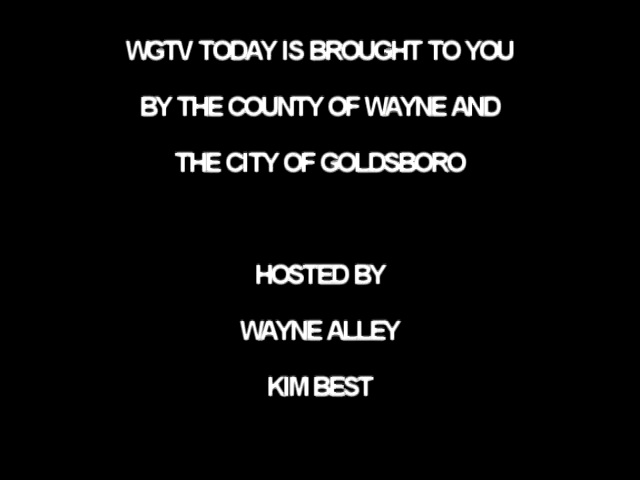 WGTV TODAY IS BROUGHT TO YOU
BY THE COUNTY OF WAYNE AND
THE CITY OF GOLDSBORO
HOSTED BY
WAYNE ALLEY
KIM BEST